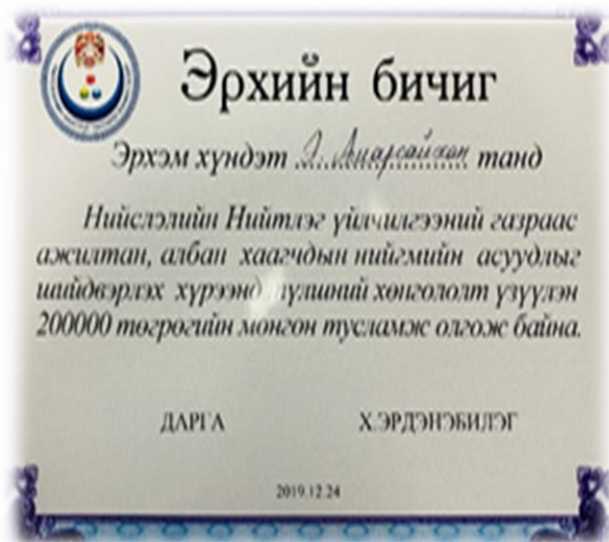 Эрхийн бичиг
Эрхэм хүндэт Э. Анарсайхан танд
Нийслэлийн Нийтлэг үйлчилгээний газраас
ажилтан, албан хаагчдын нийгмийн асуудлыг
шийдвэрлэх хүрээнд түлшний хөнгөлөлт үзүүлэн
200000 төгрөгийн мөнгөн тусламж олгож байна.
ДАРГА Х.ЭРДЭНЭБИЛЭГ
2019.12.24